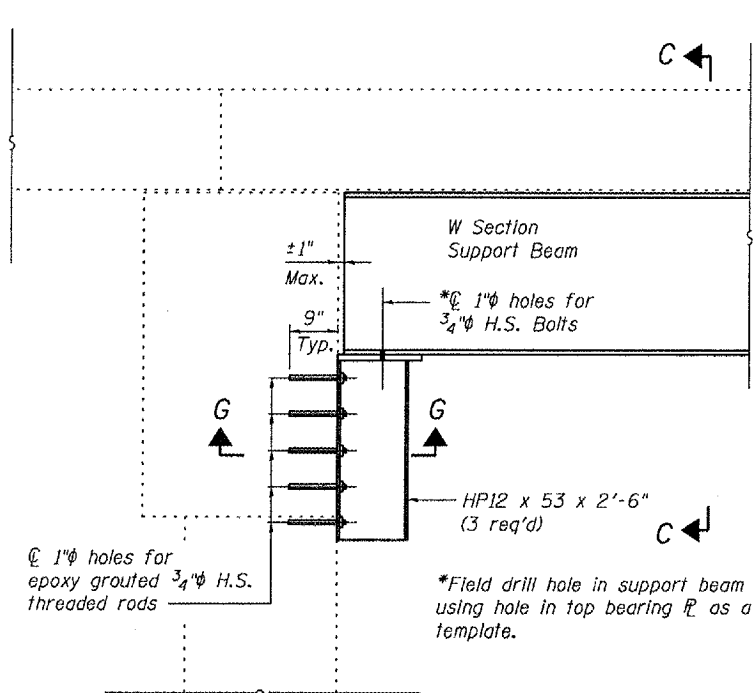 C
W Section
Support Beam
±1"
Max.
*℄ 1"ϕ holes for
¾"ϕ H.S. Bolts
9"
Typ.
G
G
HP12 x 53 x 2'-6"
(3 req'd)
C
℄ 1"ϕ holes for
epoxy grouted ¾"ϕ H.S.
threaded rods
*Field drill hole in support beam
using hole in top bearing ⅊ as a
template.